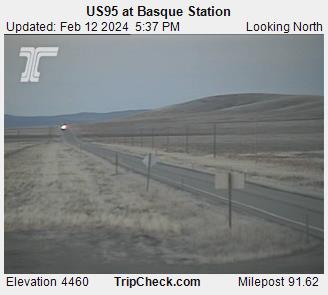 US95 at Basque Station
Updated: Feb 12 2024 5:37 PM Looking North
Elevation 4460 TripCheck.com Milepost 91.62